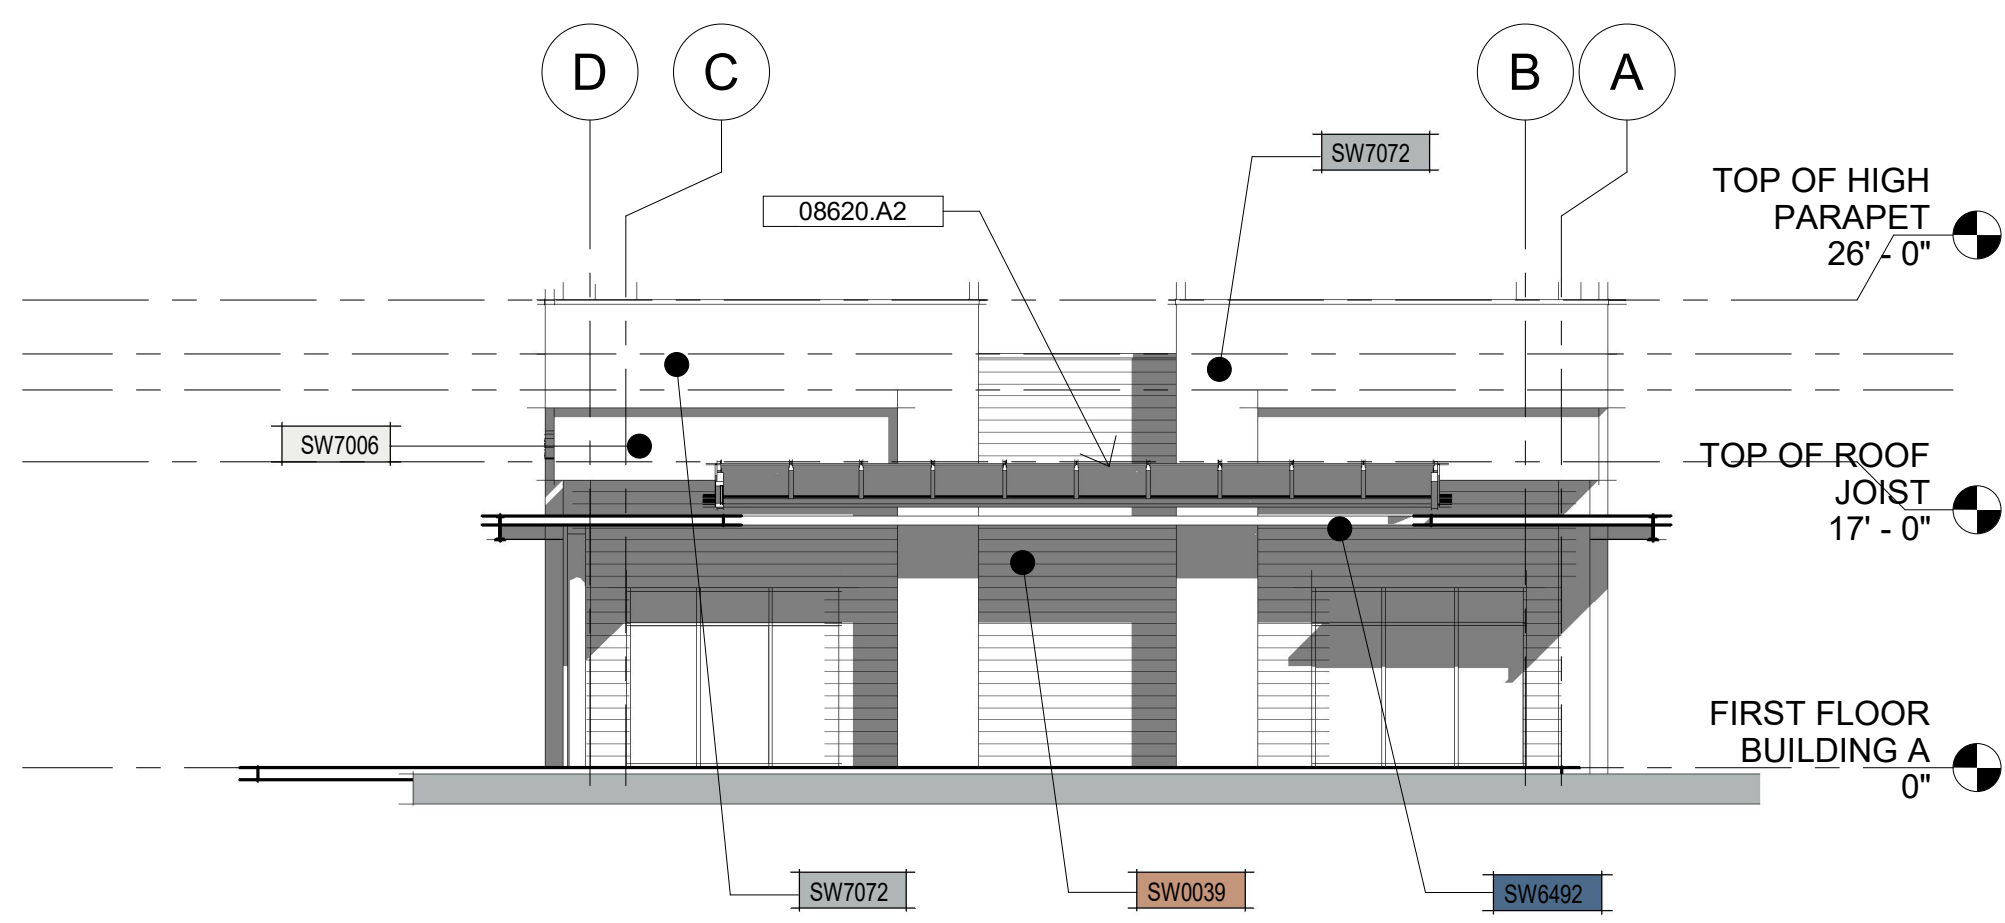 D
C
B
A
SW7072
TOP OF HIGH
PARAPET
26' - 0"
08620.A2
SW7006
TOP OF ROOF
JOIST
17' - 0"
FIRST FLOOR
BUILDING A
0"
SW7072
SW0039
SW6492